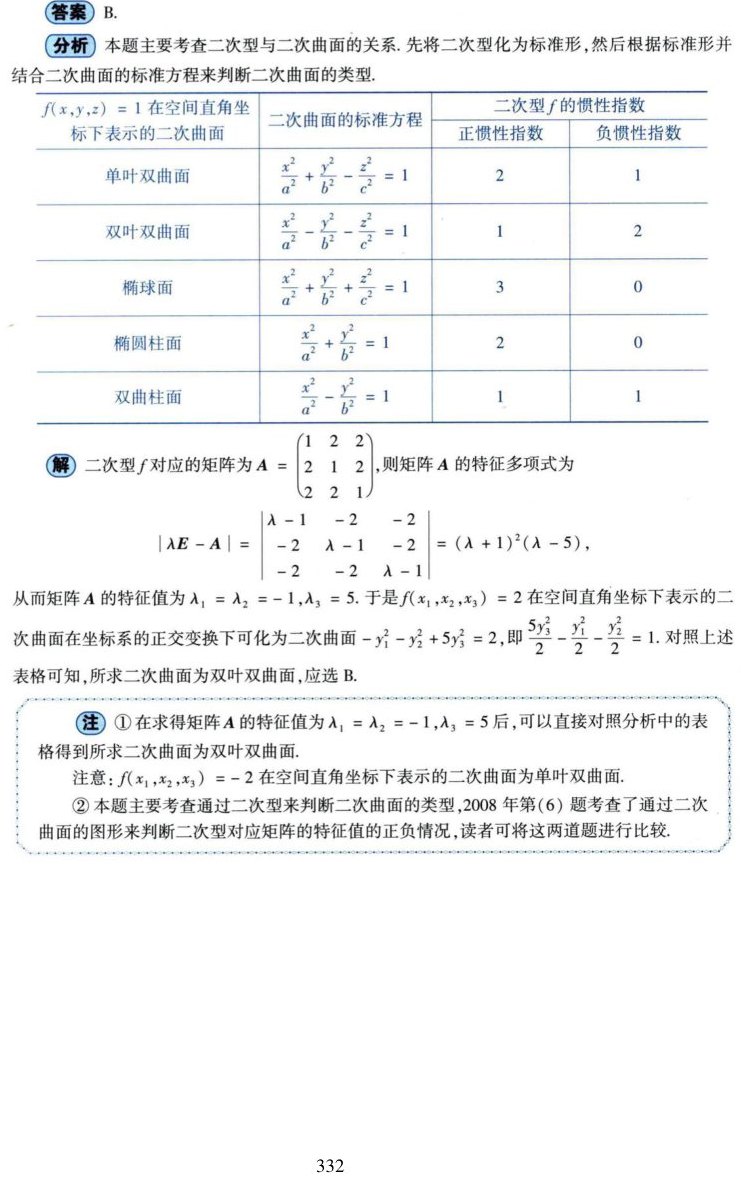 答案 B.
分析 本题主要考查二次型与二次曲面的关系. 先将二次型化为标准形,然后根据标准形并
结合二次曲面的标准方程来判断二次曲面的类型.
f(x,y,z) = 1 在空间直角坐标下表示的二次曲面 二次曲面的标准方程 二次型 f 的惯性指数
正惯性指数 负惯性指数
单叶双曲面 x²/a² + y²/b² - z²/c² = 1 2 1
双叶双曲面 x²/a² - y²/b² - z²/c² = 1 1 2
椭球面 x²/a² + y²/b² + z²/c² = 1 3 0
椭圆柱面 x²/a² + y²/b² = 1 2 0
双曲柱面 x²/a² - y²/b² = 1 1 1
解 二次型 f 对应的矩阵为 A = (1 2 2; 2 1 2; 2 2 1),则矩阵 A 的特征多项式为
|λE - A| = |λ - 1 -2 -2; -2 λ - 1 -2; -2 -2 λ - 1| = (λ + 1)²(λ - 5),
从而矩阵 A 的特征值为 λ₁ = λ₂ = -1,λ₃ = 5. 于是 f(x₁,x₂,x₃) = 2 在空间直角坐标下表示的二
次曲面在坐标系的正交变换下可化为二次曲面 -y₁² - y₂² + 5y₃² = 2,即 5y₃²/2 - y₁²/2 - y₂²/2 = 1. 对照上述
表格可知,所求二次曲面为双叶双曲面,应选 B.
注 ①在求得矩阵 A 的特征值为 λ₁ = λ₂ = -1,λ₃ = 5 后,可以直接对照分析中的表
格得到所求二次曲面为双叶双曲面.
注意: f(x₁,x₂,x₃) = -2 在空间直角坐标下表示的二次曲面为单叶双曲面.
② 本题主要考查通过二次型来判断二次曲面的类型,2008 年第(6) 题考查了通过二次
曲面的图形来判断二次型对应矩阵的特征值的正负情况,读者可将这两道题进行比较.
332